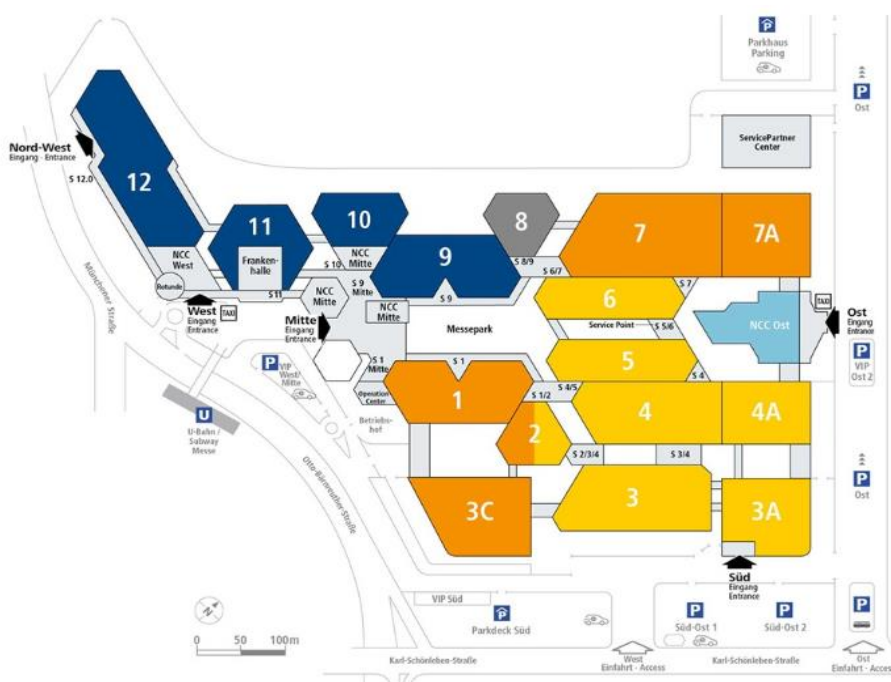 P
Parkhaus
Parking
P
Ost
ServicePartner
Center
Nord-West
Eingang - Entrance
S 12.0
12
11
10
8
7
7A
NCC
West
Franken-
halle
NCC
Mitte
S 10
9
S 8/9
S 6/7
Rotunde
S 11
S 9
Mitte
NCC
Mitte
S 9
6
S 7
West
Eingang
Entrance
TAXI
Mitte
Eingang
Entrance
NCC
Mitte
Messepark
Service Point
S 5/6
NCC Ost
TAXI
Ost
Eingang
Entrance
Münchener Straße
P
VIP
West/
Mitte
S 1
Mitte
S 1
5
S 4
P
VIP
Ost 2
U
U-Bahn /
Subway
Messe
Operation
Center
1
S 1/2
S 4/5
4
4A
Betriebs-
hof
2
S 2/3/4
S 3/4
Otto-Bärnreuther-Straße
3C
3
3A
P
Ost
Süd
Eingang
Entrance
N
0
50
100m
VIP Süd
P
Parkdeck Süd
P
Süd-Ost 1
P
Süd-Ost 2
P
Karl-Schönleben-Straße
West
Einfahrt - Access
Karl-Schönleben-Straße
Ost
Einfahrt - Acces